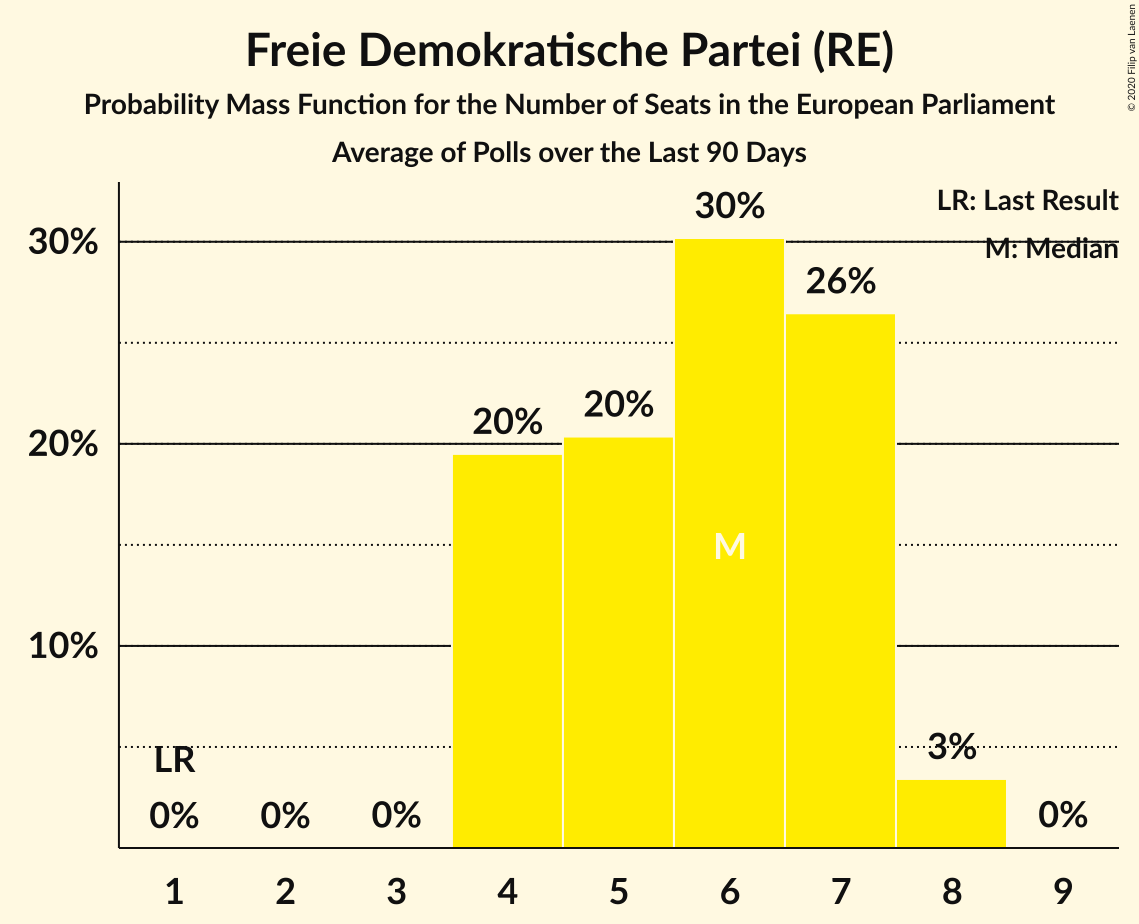 Freie Demokratische Partei (RE)
Probability Mass Function for the Number of Seats in the European Parliament
Average of Polls over the Last 90 Days
© 2020 Filip van Laenen
LR: Last Result
M: Median
30%
20%
10%
LR
0%
0%
0%
20%
20%
30%
26%
3%
0%
M
1 2 3 4 5 6 7 8 9